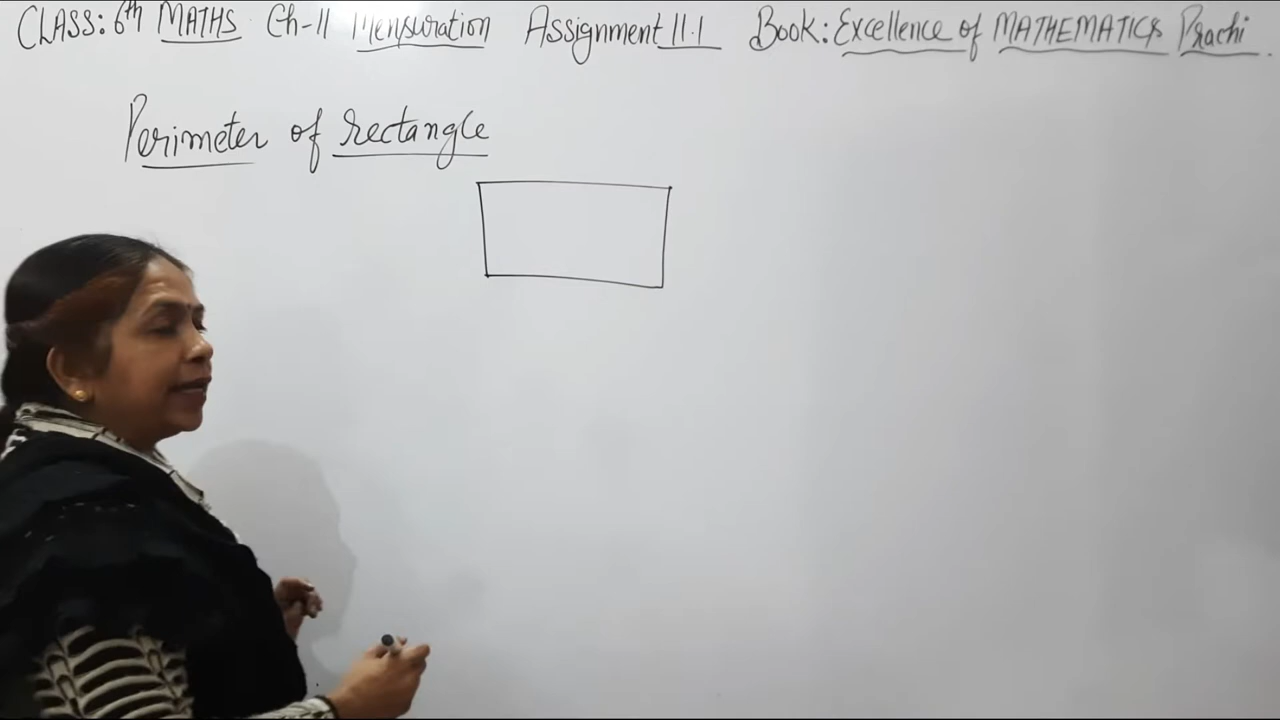 CLASS: 6th MATHS Ch-11 Mensuration Assignment 11.1 Book: Excellence of MATHEMATICS Prachi
Perimeter of rectangle